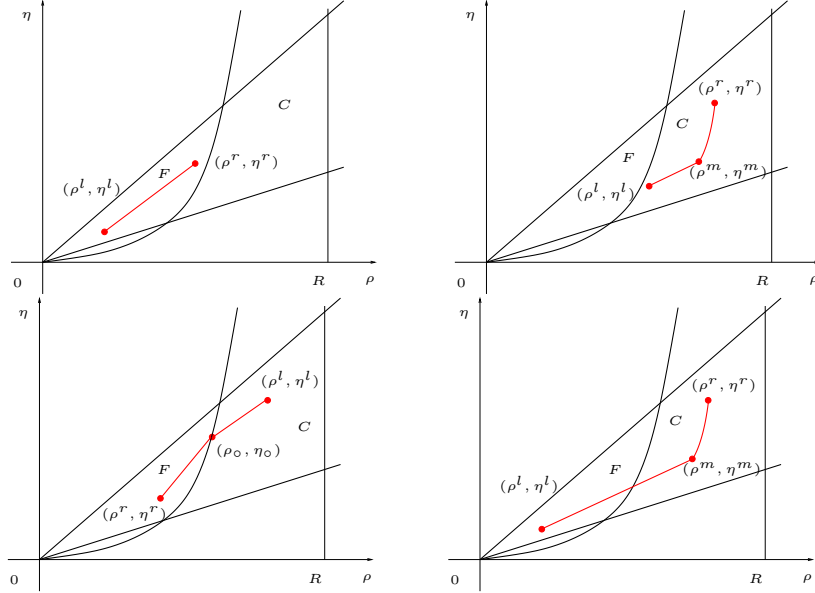 η
C
(ρ^l, η^l)
F
(ρ^r, η^r)
0
R
ρ
η
(ρ^r, η^r)
C
F
(ρ^l, η^l)
(ρ^m, η^m)
0
R
ρ
η
(ρ^l, η^l)
C
(ρ_○, η_○)
F
(ρ^r, η^r)
0
R
ρ
η
(ρ^r, η^r)
C
F
(ρ^m, η^m)
(ρ^l, η^l)
0
R
ρ